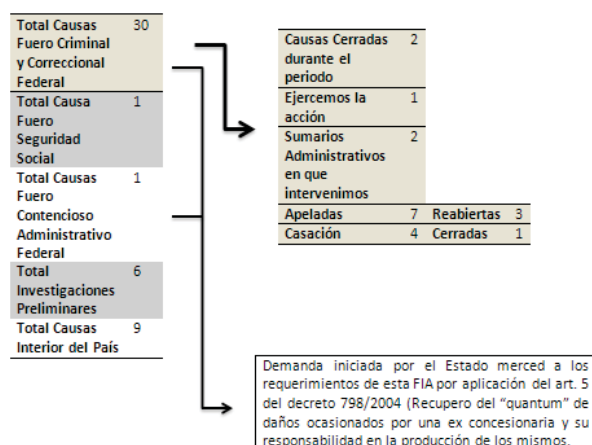 Total Causas 30
Fuero Criminal
y Correccional
Federal
Total Causa 1
Fuero
Seguridad
Social
Total Causas 1
Fuero
Contencioso
Administrativo
Federal
Total 6
Investigaciones
Preliminares
Total Causas 9
Interior del País
Causas Cerradas 2
durante el
periodo
Ejercemos la 1
acción
Sumarios 2
Administrativos
en que
intervenimos
Apeladas 7 Reabiertas 3
Casación 4 Cerradas 1
Demanda iniciada por el Estado merced a los
requerimientos de esta FIA por aplicación del art. 5
del decreto 798/2004 (Recupero del “quantum” de
daños ocasionados por una ex concesionaria y su
responsabilidad en la producción de los mismos.